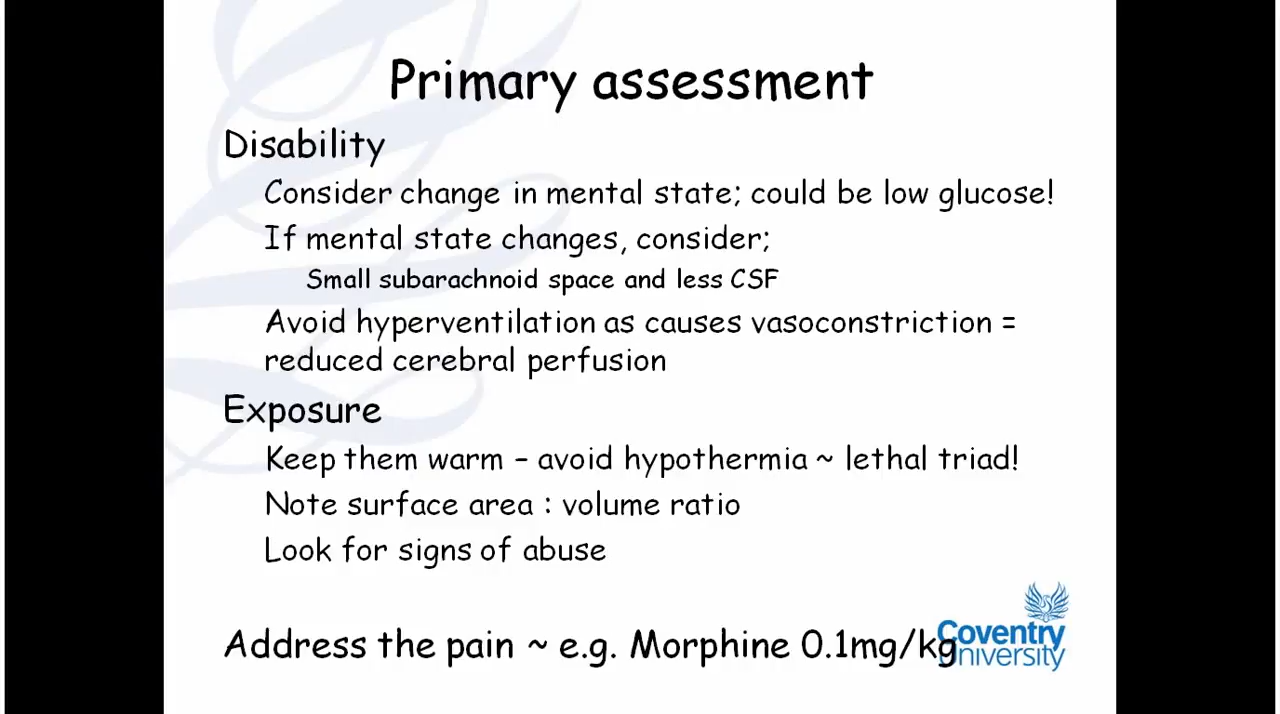 Primary assessment
Disability
Consider change in mental state; could be low glucose!
If mental state changes, consider;
Small subarachnoid space and less CSF
Avoid hyperventilation as causes vasoconstriction =
reduced cerebral perfusion
Exposure
Keep them warm – avoid hypothermia ~ lethal triad!
Note surface area : volume ratio
Look for signs of abuse
Address the pain ~ e.g. Morphine 0.1mg/kg
Coventry
University